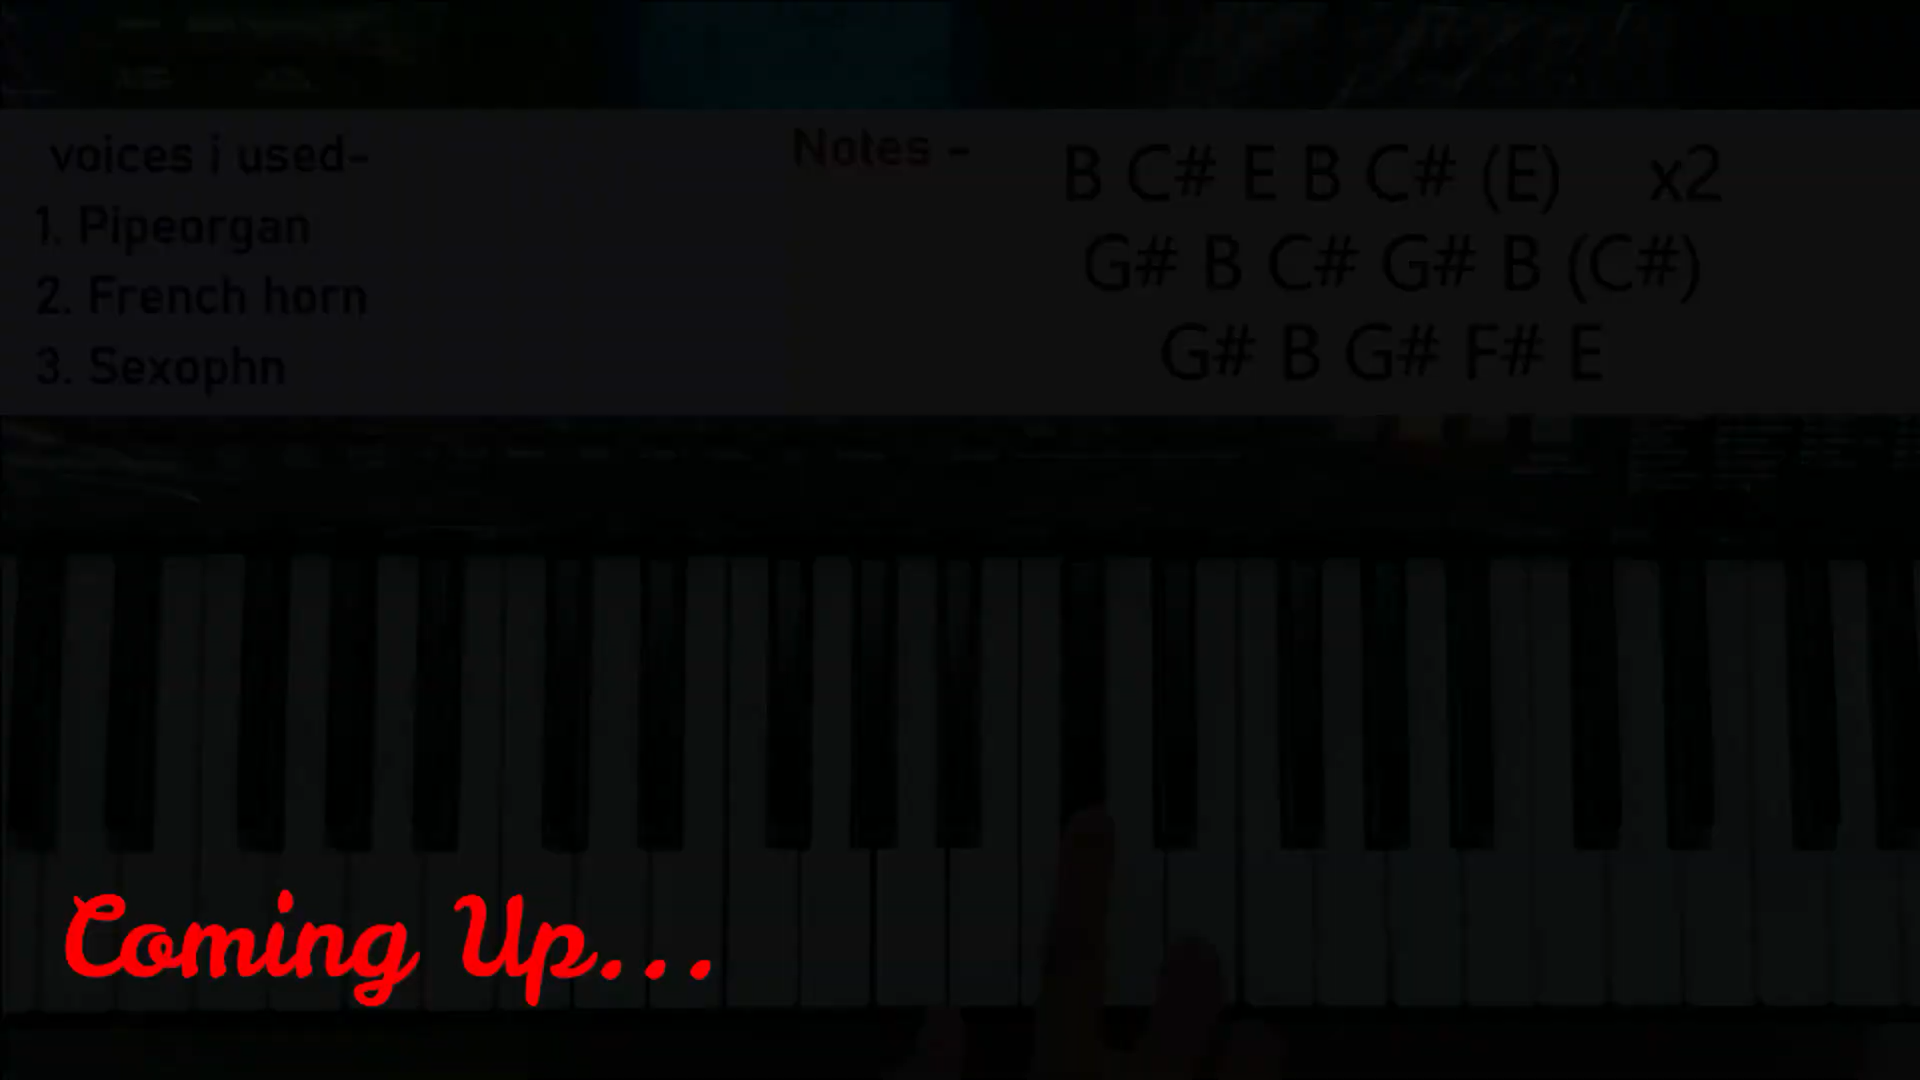 voices i used-
1. Pipeorgan
2. French horn
3. Sexophn
Notes -
B C# E B C# (E) x2
G# B C# G# B (C#)
G# B G# F# E
Coming Up...